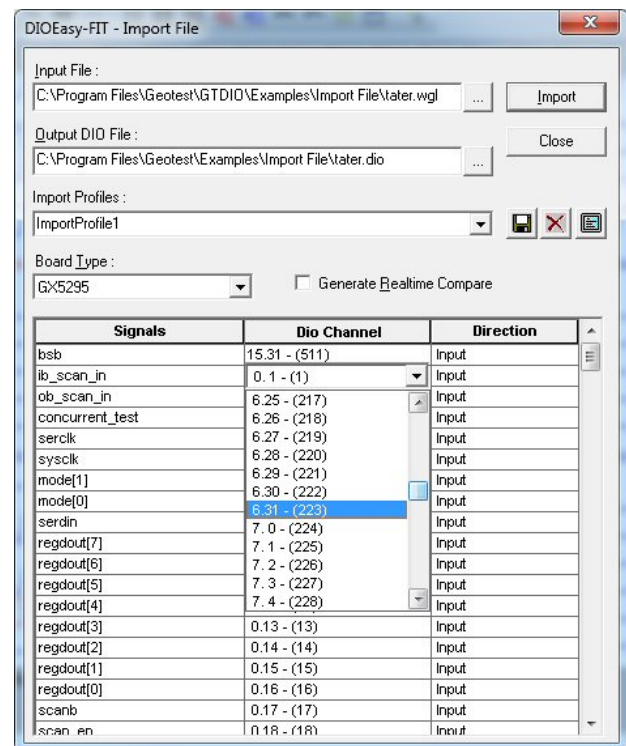 DIOEasy-FIT - Import File
Input File :
C:\Program Files\Geotest\GTDIO\Examples\Import File\tater.wgl ... Import
Output DIO File :
Close
C:\Program Files\Geotest\Examples\Import File\tater.dio ...
Import Profiles :
ImportProfile1
Board Type :
GX5295 Generate Realtime Compare
Signals Dio Channel Direction
bsb 15.31 - (511) Input
ib_scan_in 0. 1 - (1) Input
ob_scan_in 6.25 - (217) Input
concurrent_test 6.26 - (218) Input
serclk 6.27 - (219) Input
sysclk 6.28 - (220) Input
mode[1] 6.29 - (221) Input
mode[0] 6.30 - (222) Input
6.31 - (223)
serdin 7. 0 - (224) Input
regdout[7] 7. 1 - (225) Input
regdout[6] 7. 2 - (226) Input
regdout[5] 7. 3 - (227) Input
regdout[4] 7. 4 - (228) Input
regdout[3] 0.13 - (13) Input
regdout[2] 0.14 - (14) Input
regdout[1] 0.15 - (15) Input
regdout[0] 0.16 - (16) Input
scanb 0.17 - (17) Input
scan_en 0.18 - (18) Input